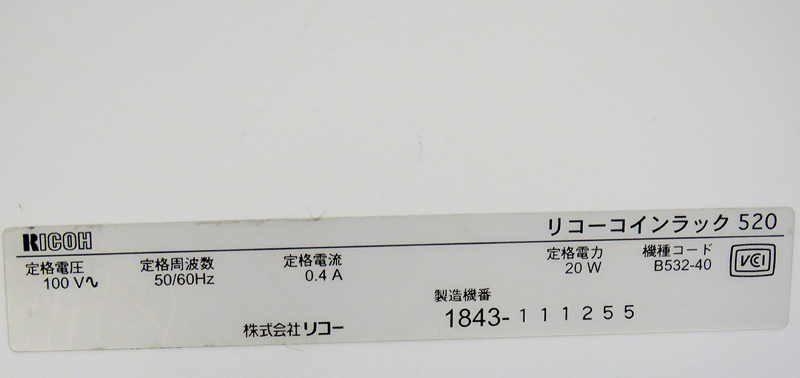 RICOH
リコーコインラック 520
定格電圧 定格周波数 定格電流 定格電力 機種コード
100 V∿ 50/60Hz 0.4 A 20 W B532-40
VCI
製造機番
株式会社リコー 1843-111255